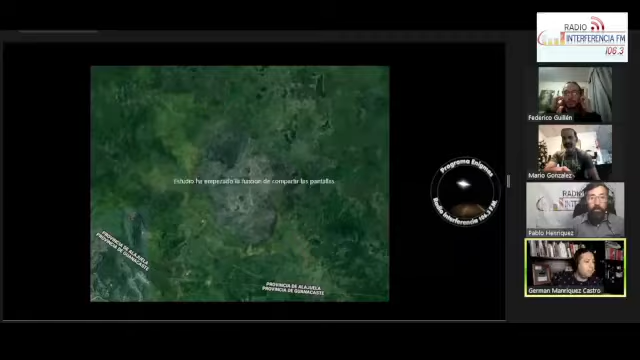 RADIO
INTERFERENCIA FM
106.3
Federico Guillén
Mario Gonzalez
RADIO
Pablo Henriquez
German Manriquez Castro
Estudio ha empezado la función de compartir las pantallas.
Programa Enigmas
Radio Interferencia 106.3 F.M.
PROVINCIA DE ALAJUELA
PROVINCIA DE GUANACASTE
PROVINCIA DE ALAJUELA
PROVINCIA DE GUANACASTE